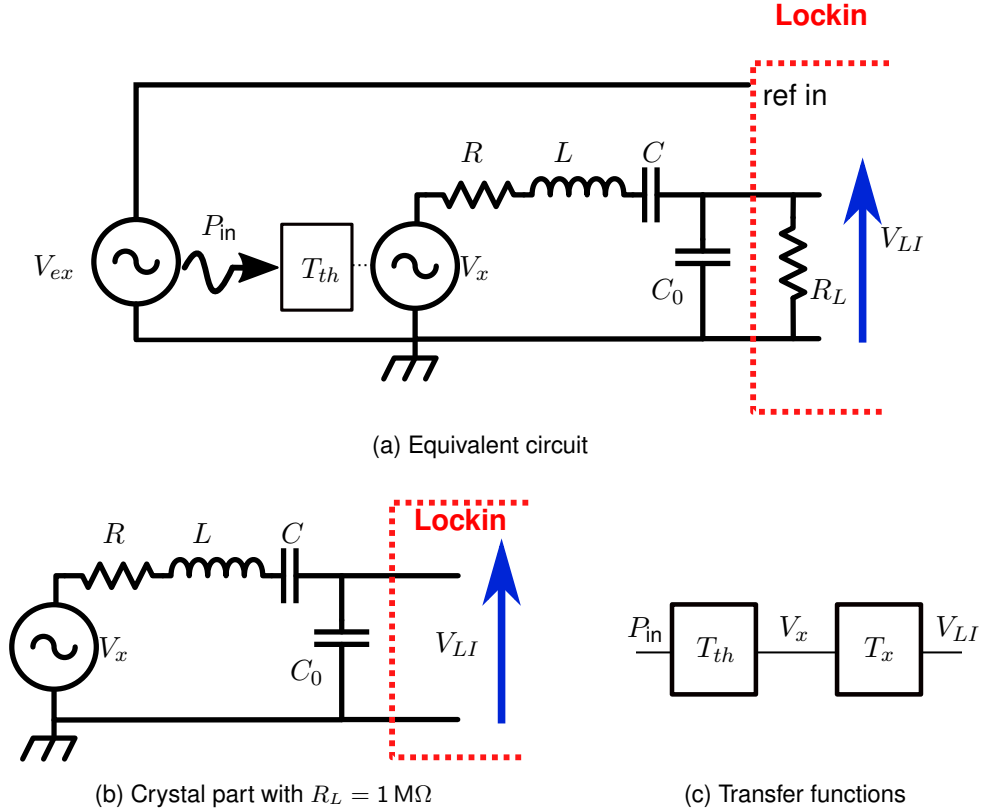 Lockin
ref in
R L C
P_in
V_ex T_th V_x C_0 R_L V_LI
(a) Equivalent circuit
Lockin
R L C
V_x C_0 V_LI
P_in T_th V_x T_x V_LI
(b) Crystal part with R_L = 1 MΩ
(c) Transfer functions